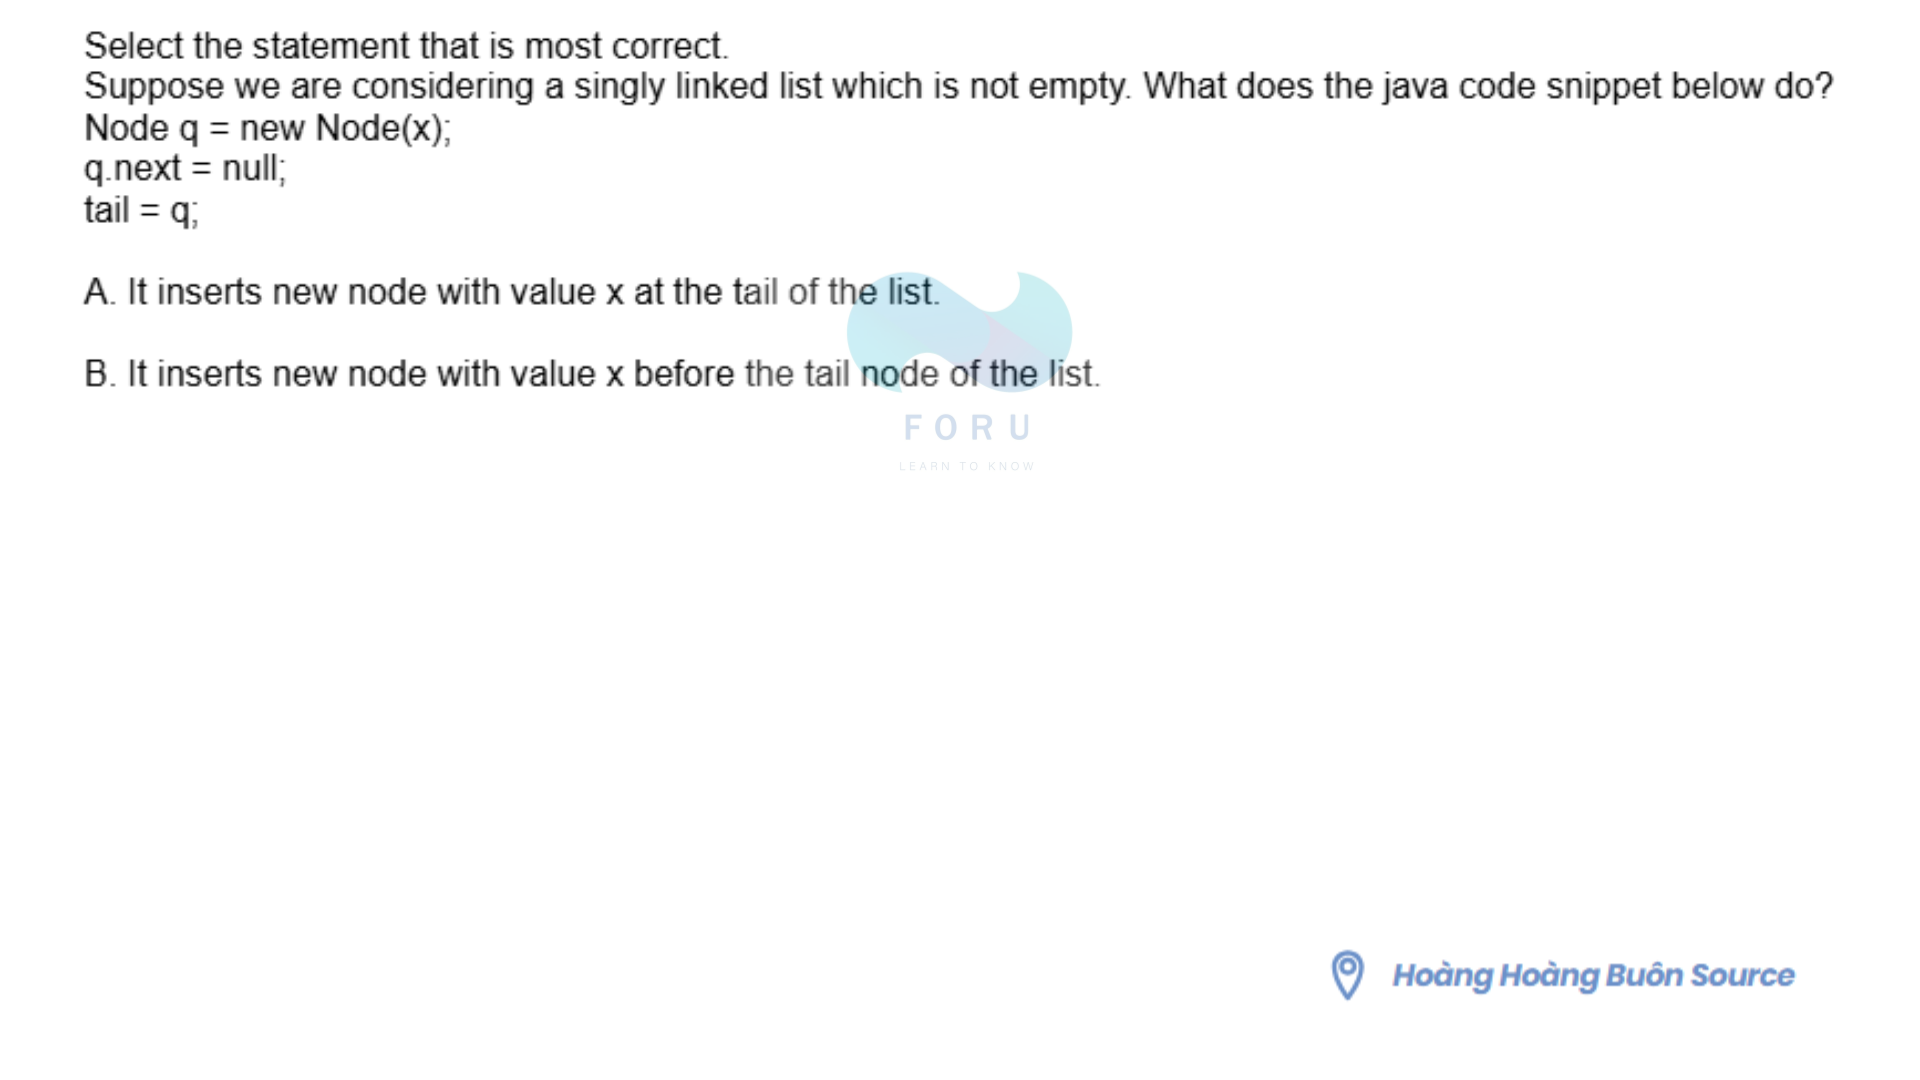 Select the statement that is most correct.
Suppose we are considering a singly linked list which is not empty. What does the java code snippet below do?
Node q = new Node(x);
q.next = null;
tail = q;
A. It inserts new node with value x at the tail of the list.
B. It inserts new node with value x before the tail node of the list.
FORU
LEARN TO KNOW
Hoàng Hoàng Buôn Source